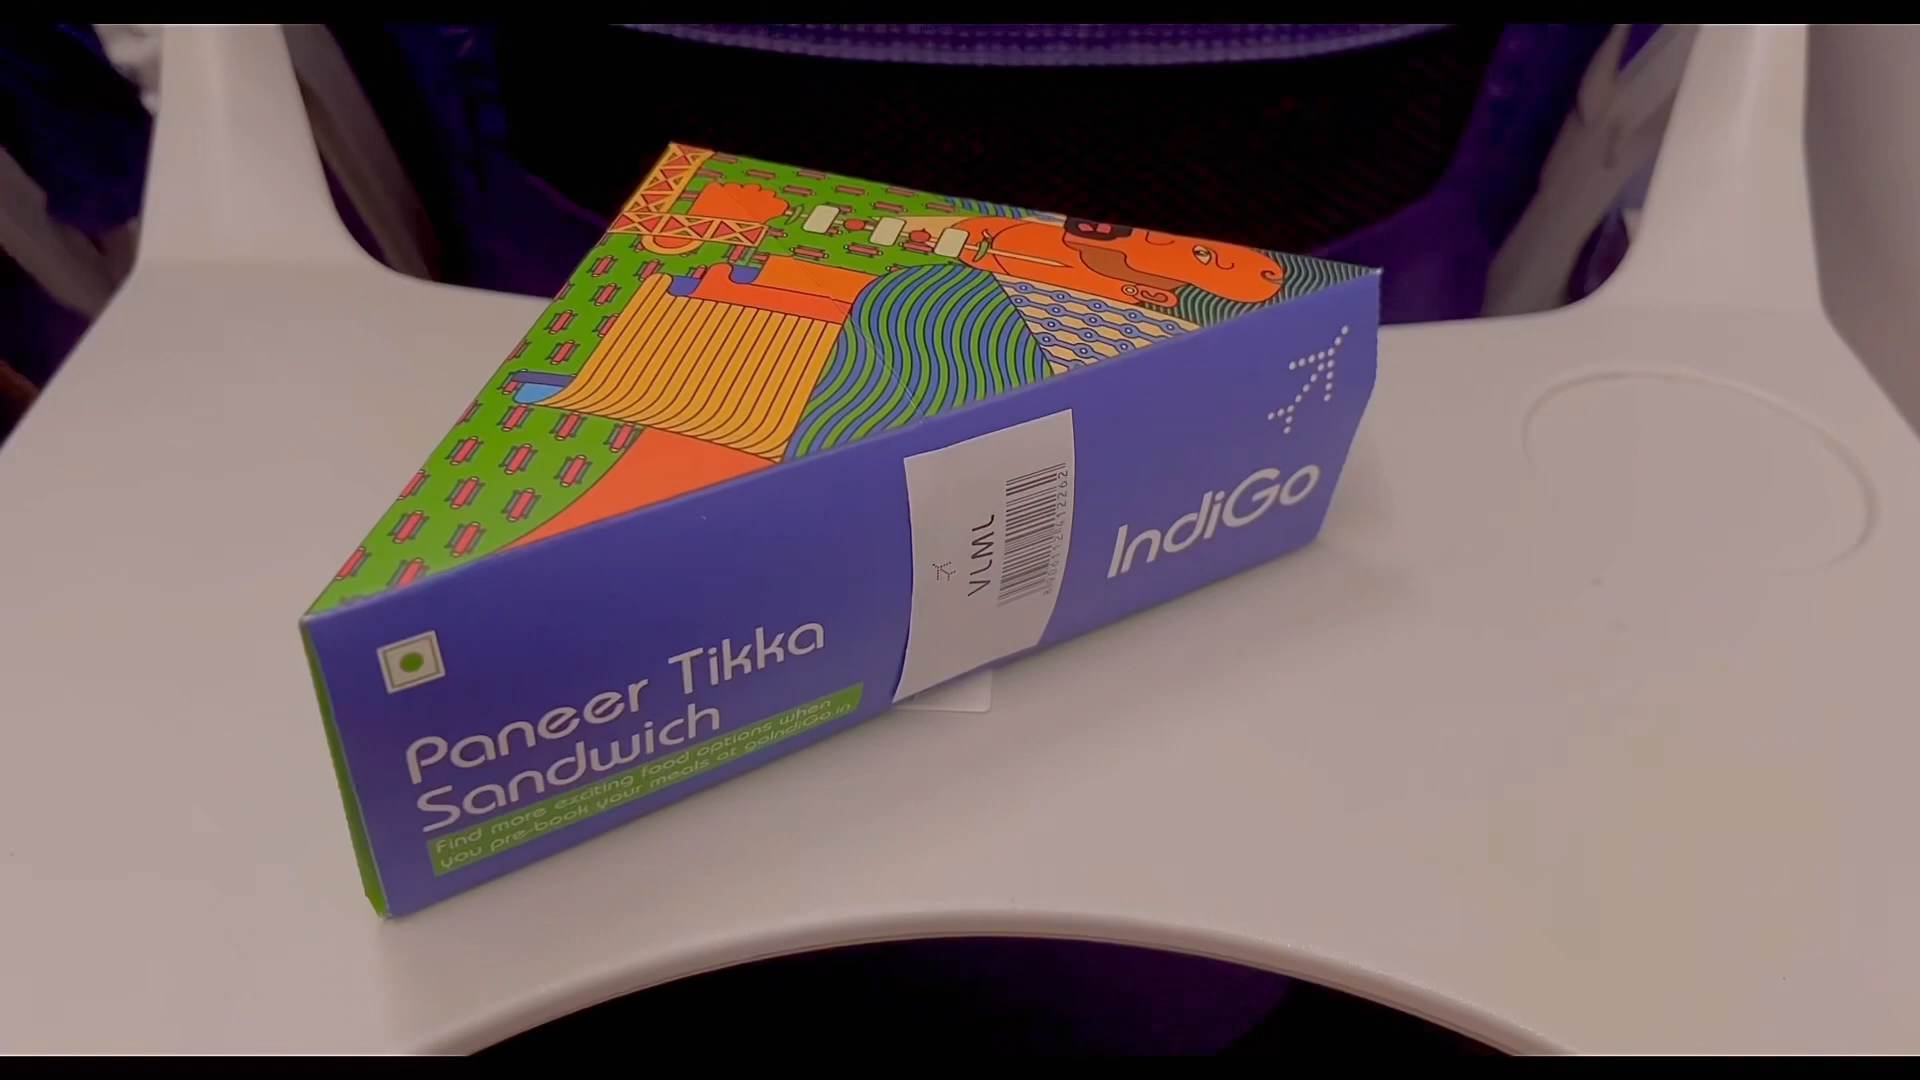 Paneer Tikka
Sandwich
Find more exciting food options when
you pre-book your meals at goIndiGo.in
VLML
IndiGo